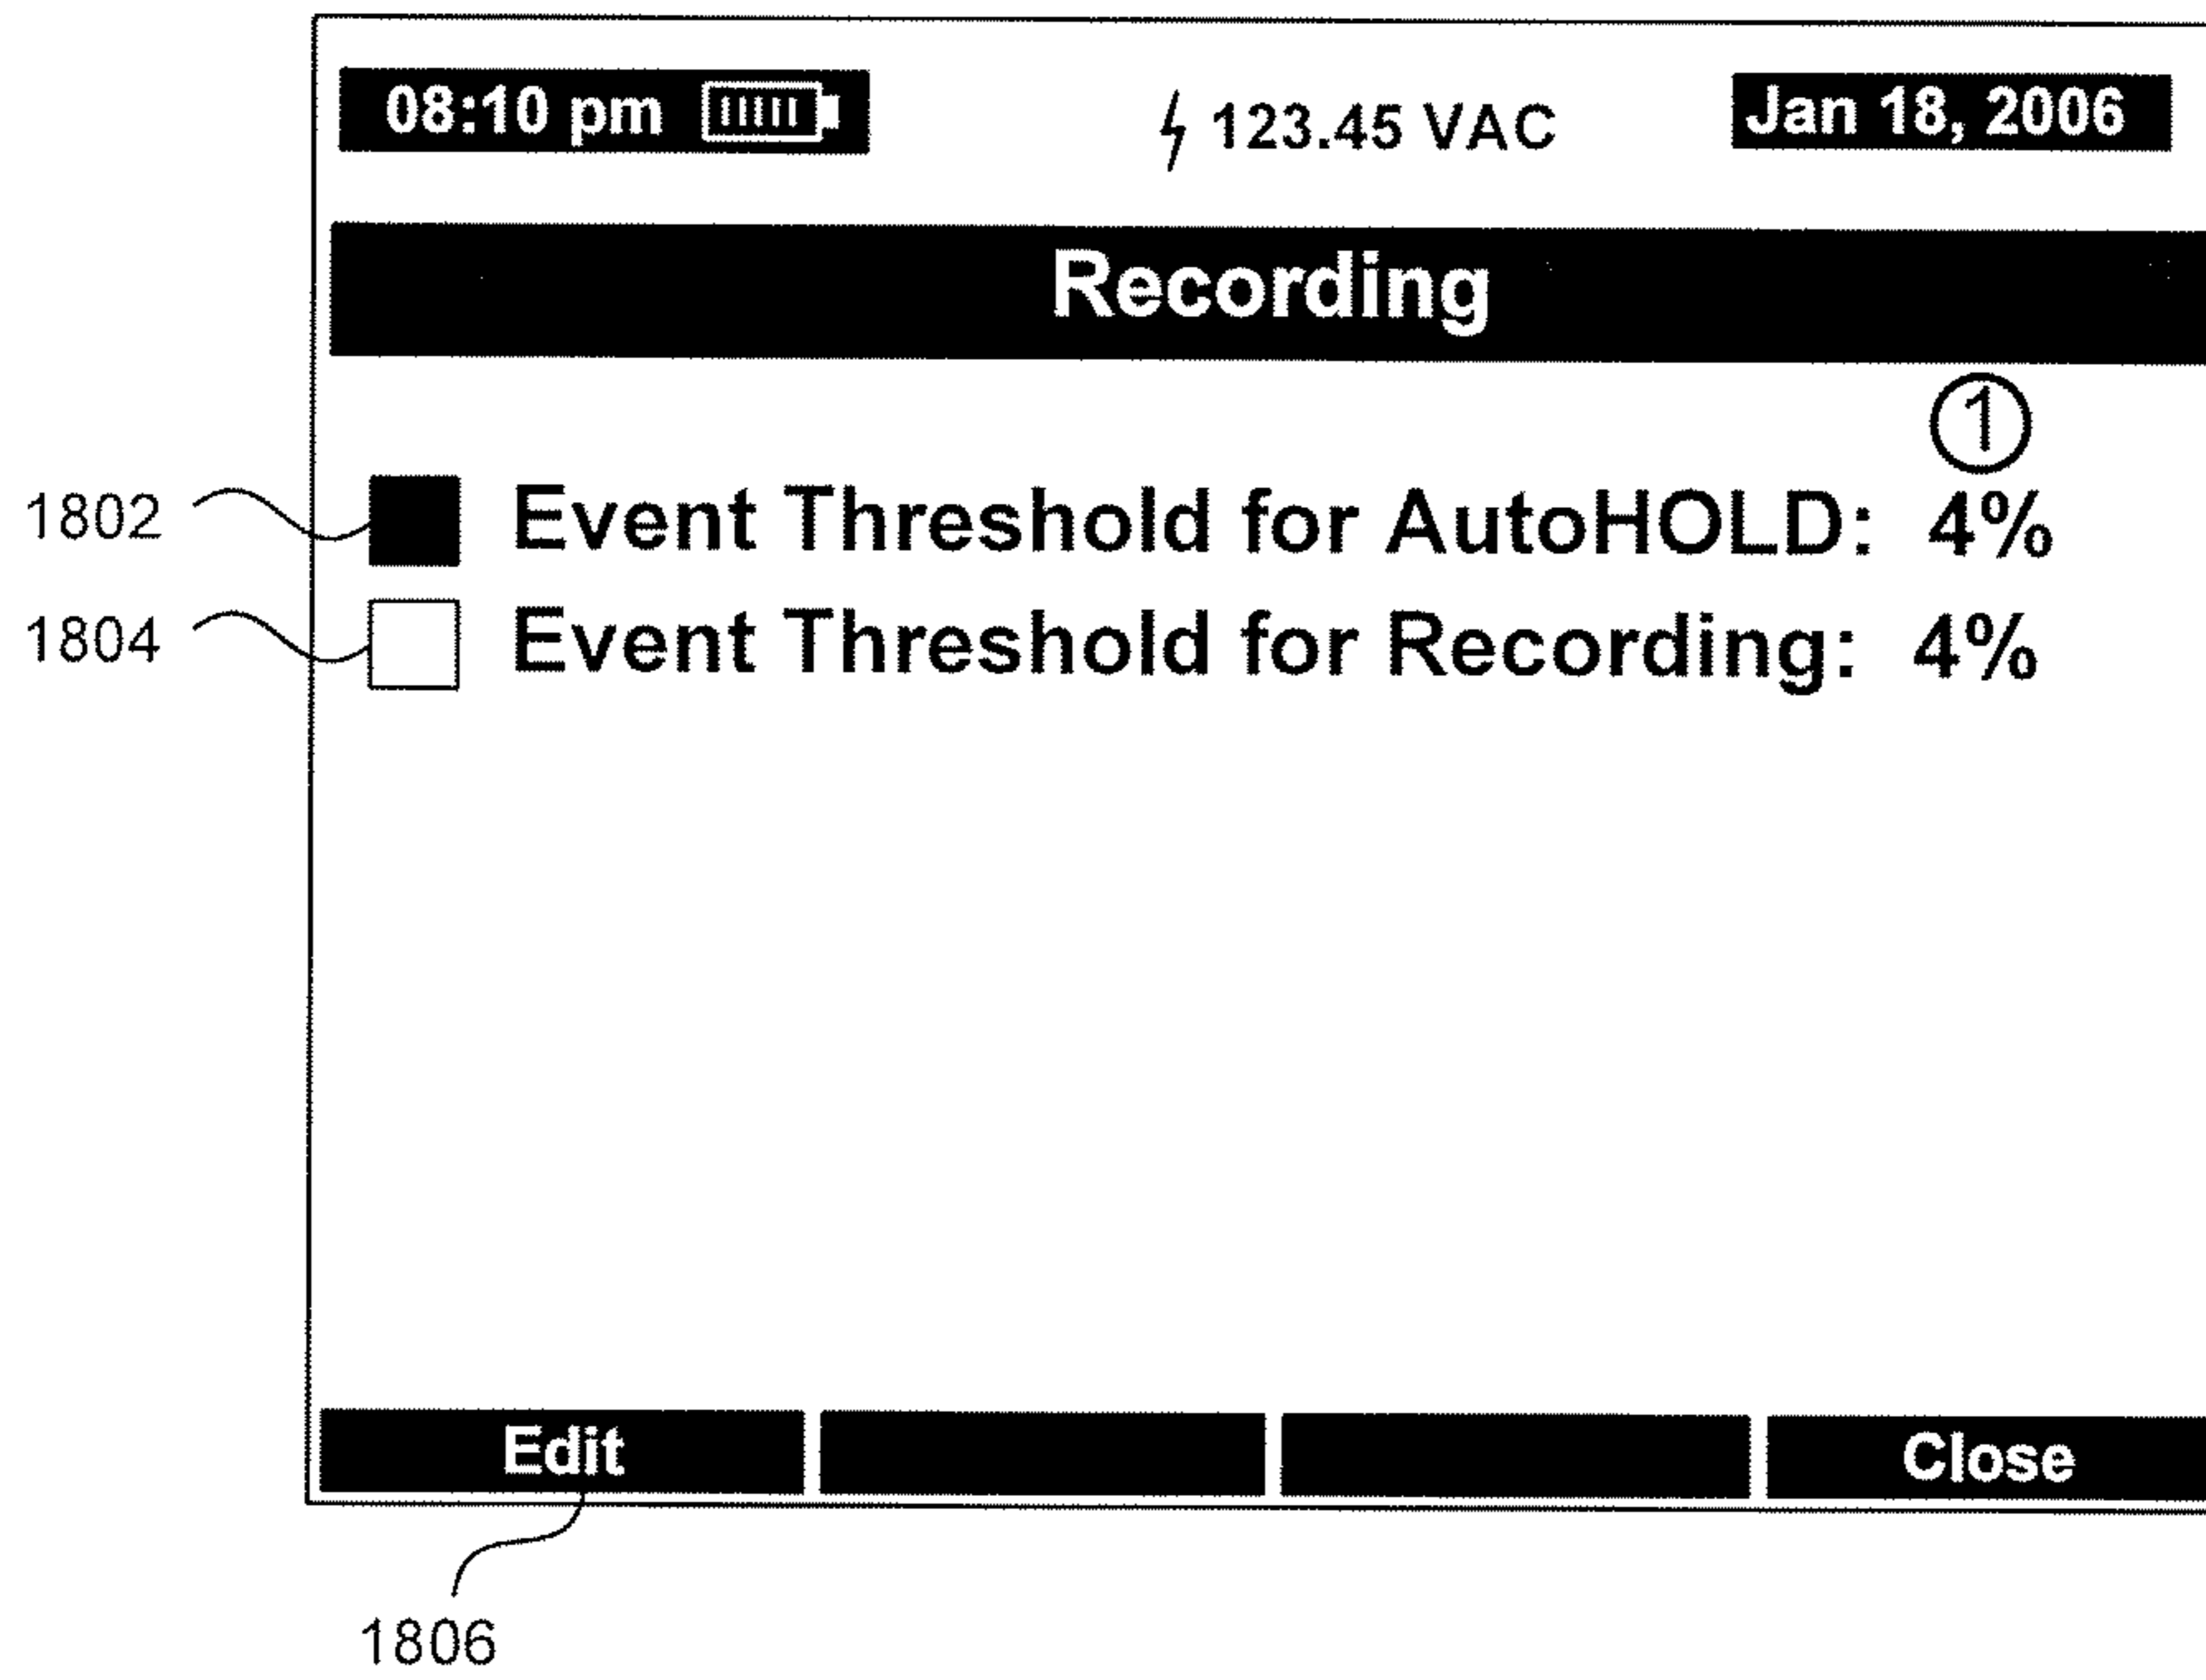 08:10 pm 123.45 VAC Jan 18, 2006
Recording
1
1802 Event Threshold for AutoHOLD: 4%
1804 Event Threshold for Recording: 4%
Edit Close
1806